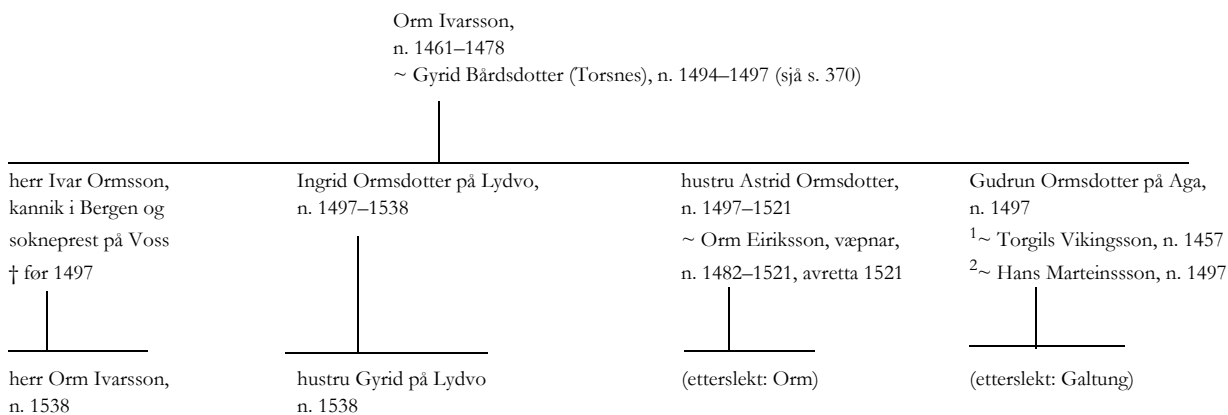 Orm Ivarsson,
n. 1461–1478
~ Gyrid Bårdsdotter (Torsnes), n. 1494–1497 (sjå s. 370)
herr Ivar Ormsson,
kannik i Bergen og
sokneprest på Voss
† før 1497
Ingrid Ormsdotter på Lydvo,
n. 1497–1538
hustru Astrid Ormsdotter,
n. 1497–1521
~ Orm Eiriksson, væpnar,
n. 1482–1521, avretta 1521
Gudrun Ormsdotter på Aga,
n. 1497
1~ Torgils Vikingsson, n. 1457
2~ Hans Marteinssson, n. 1497
herr Orm Ivarsson,
n. 1538
hustru Gyrid på Lydvo
n. 1538
(etterslekt: Orm)
(etterslekt: Galtung)